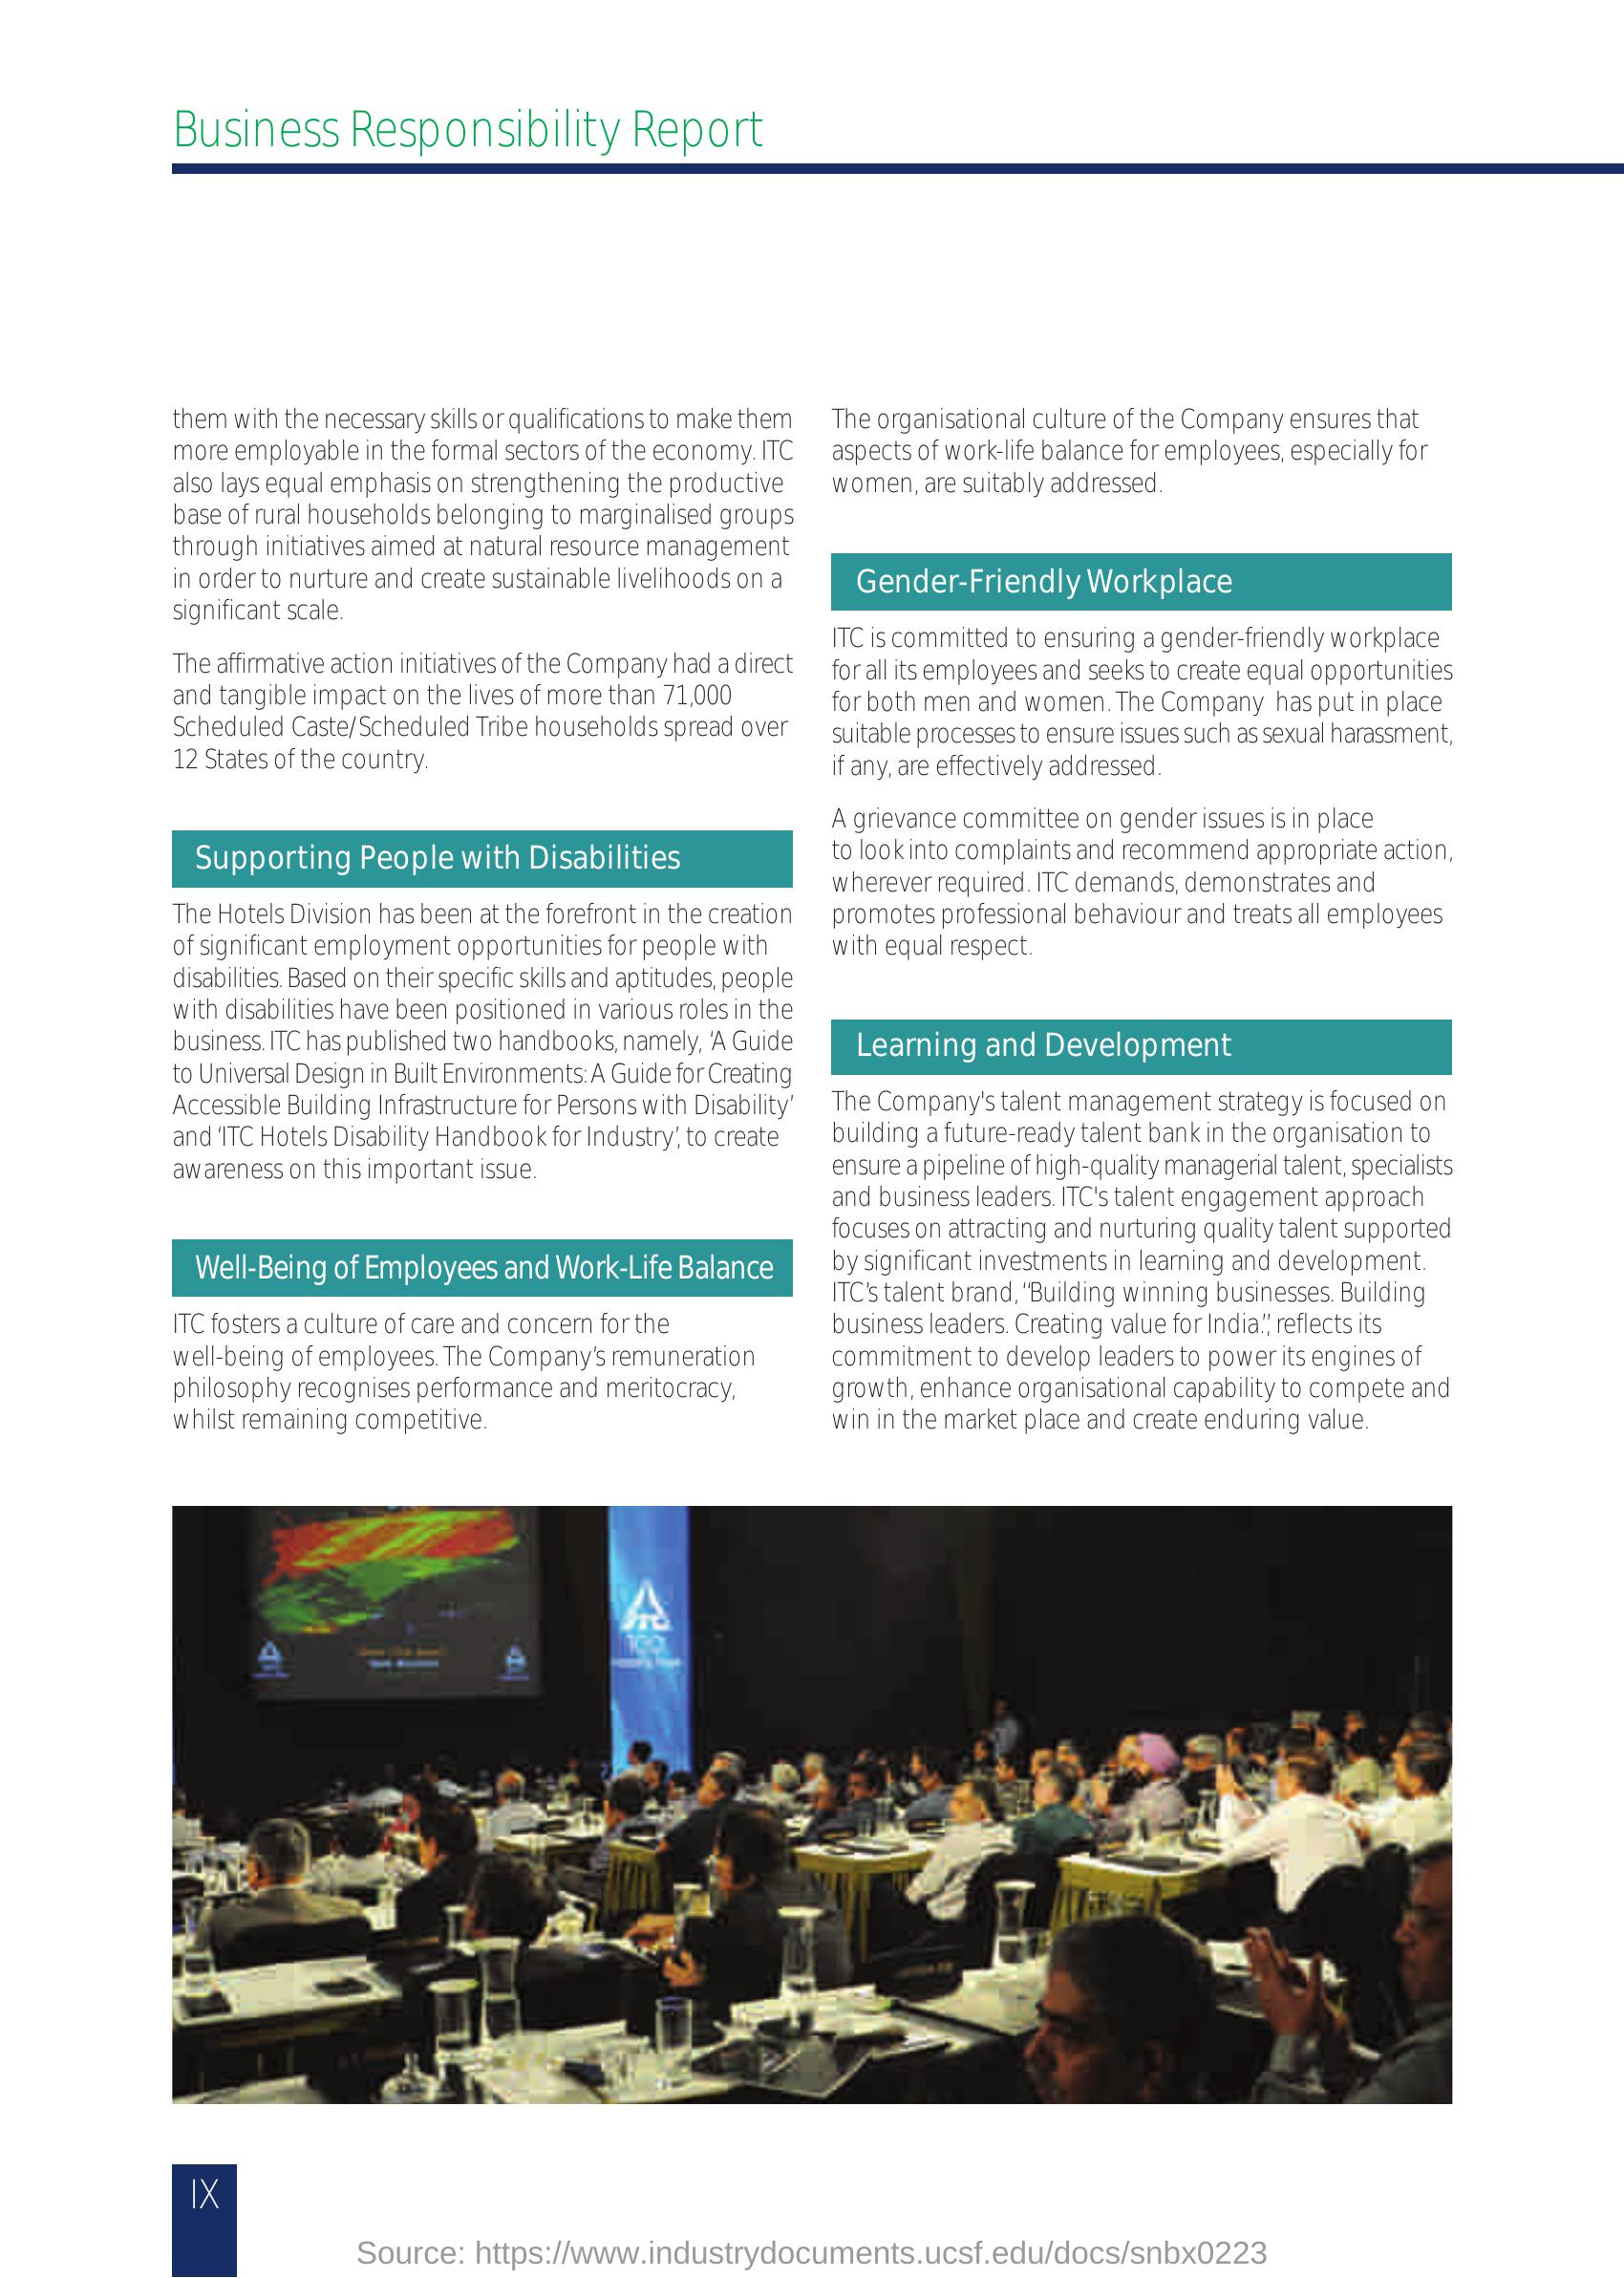 Business Responsibility Report
them with the necessary skills or qualifications to make them
more employable in the formal sectors of the economy. ITC
also lays equal emphasis on strengthening the productive
base of rural households belonging to marginalised groups
through initiatives aimed at natural resource management
in order to nurture and create sustainable livelihoods on a
significant scale.
The affirmative action initiatives of the Company had a direct
and tangible impact on the lives of more than 71,000
Scheduled Caste/Scheduled Tribe households spread over
12 States of the country.
Supporting People with Disabilities
The Hotels Division has been at the forefront in the creation
of significant employment opportunities for people with
disabilities. Based on their specific skills and aptitudes, people
with disabilities have been positioned in various roles in the
business. ITC has published two handbooks, namely, ‘A Guide
to Universal Design in Built Environments: A Guide for Creating
Accessible Building Infrastructure for Persons with Disability’
and ‘ITC Hotels Disability Handbook for Industry’, to create
awareness on this important issue.
Well-Being of Employees and Work-Life Balance
ITC fosters a culture of care and concern for the
well-being of employees. The Company’s remuneration
philosophy recognises performance and meritocracy,
whilst remaining competitive.
The organisational culture of the Company ensures that
aspects of work-life balance for employees, especially for
women, are suitably addressed.
Gender-Friendly Workplace
ITC is committed to ensuring a gender-friendly workplace
for all its employees and seeks to create equal opportunities
for both men and women. The Company has put in place
suitable processes to ensure issues such as sexual harassment,
if any, are effectively addressed.
A grievance committee on gender issues is in place
to look into complaints and recommend appropriate action,
wherever required. ITC demands, demonstrates and
promotes professional behaviour and treats all employees
with equal respect.
Learning and Development
The Company's talent management strategy is focused on
building a future-ready talent bank in the organisation to
ensure a pipeline of high-quality managerial talent, specialists
and business leaders. ITC's talent engagement approach
focuses on attracting and nurturing quality talent supported
by significant investments in learning and development.
ITC’s talent brand, “Building winning businesses. Building
business leaders. Creating value for India.”, reflects its
commitment to develop leaders to power its engines of
growth, enhance organisational capability to compete and
win in the market place and create enduring value.
IX
Source: https://www.industrydocuments.ucsf.edu/docs/snbx0223